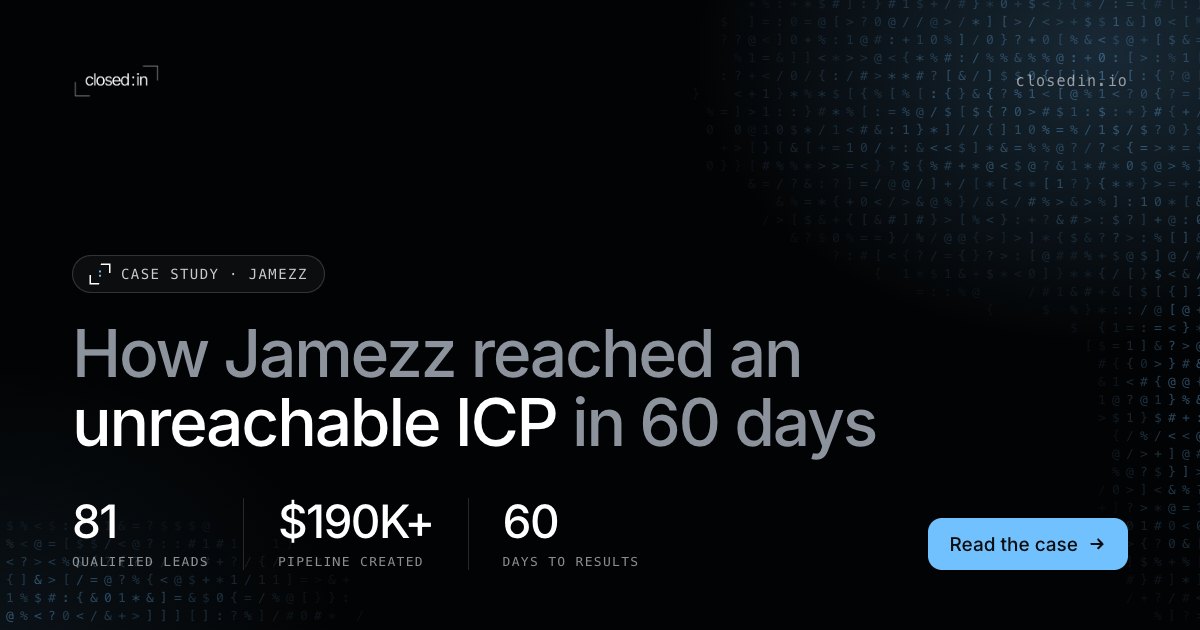 closed:in
closedin.io
CASE STUDY · JAMEZZ
How Jamezz reached an
unreachable ICP in 60 days
81
QUALIFIED LEADS
$190K+
PIPELINE CREATED
60
DAYS TO RESULTS
Read the case →